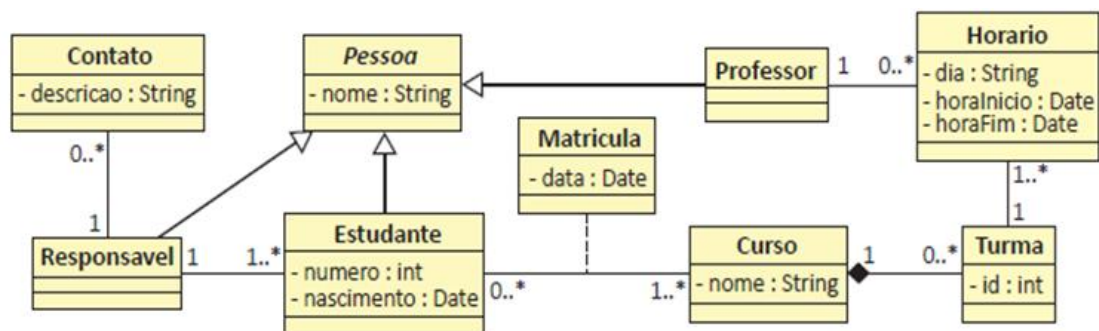 Contato
- descricao : String
0..*
1
Responsavel
1
1..*
Pessoa
- nome : String
Estudante
- numero : int
- nascimento : Date
0..*
1..*
Matricula
- data : Date
Professor
1
0..*
Horario
- dia : String
- horaInicio : Date
- horaFim : Date
1..*
1
Curso
- nome : String
1
0..*
Turma
- id : int